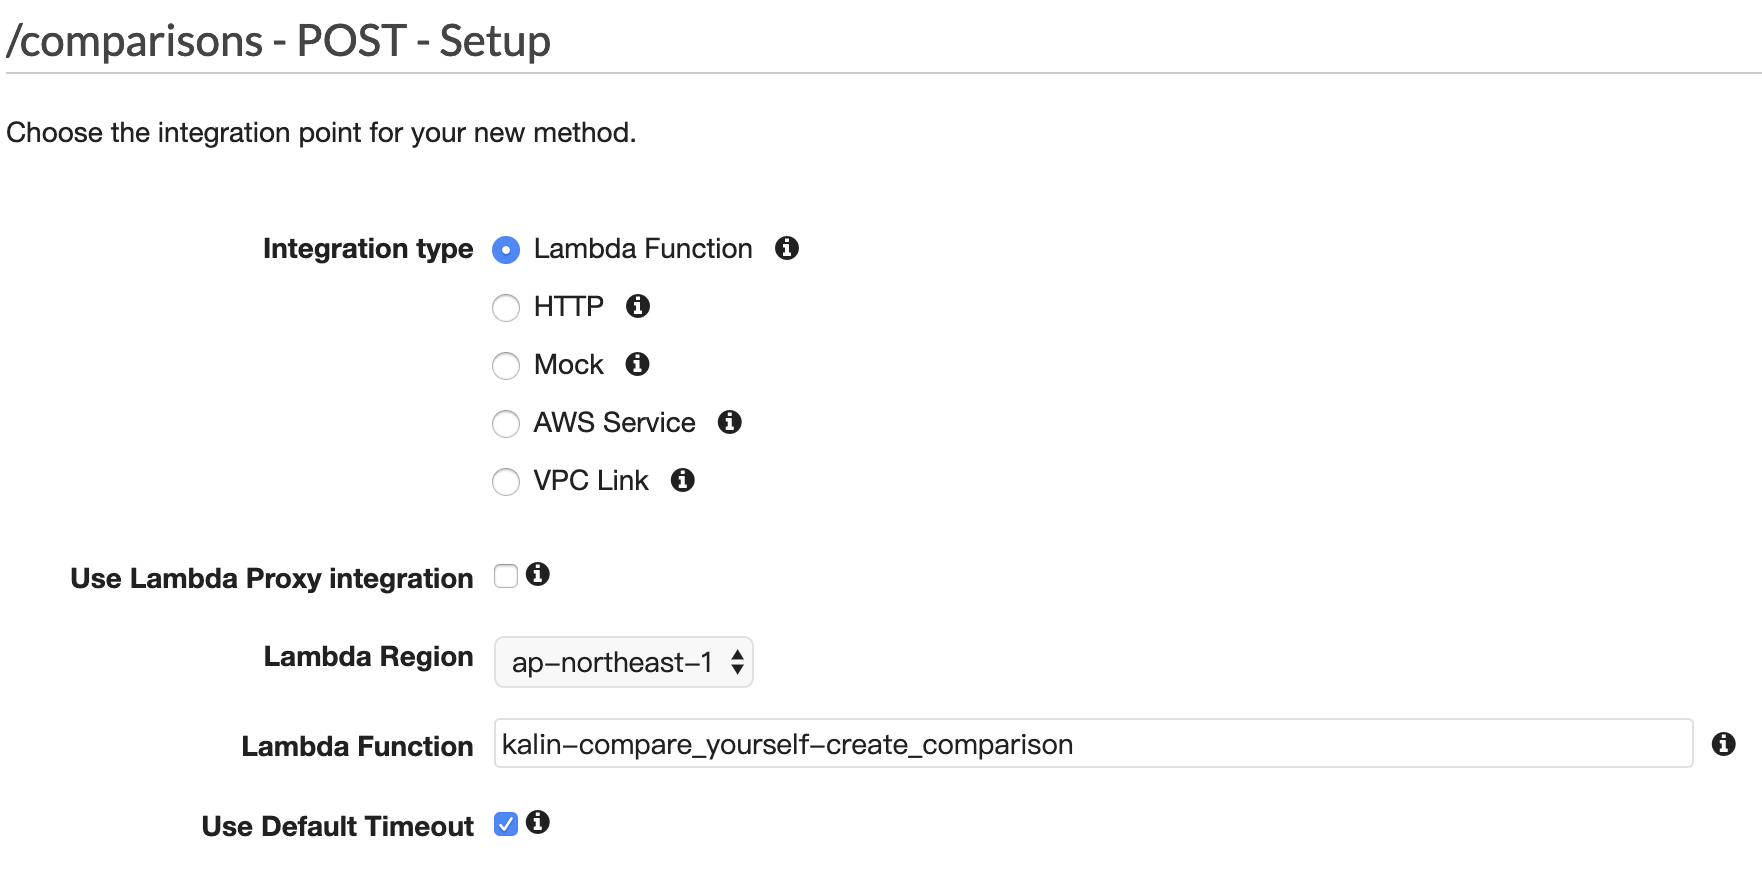 /comparisons - POST - Setup
Choose the integration point for your new method.
Integration type Lambda Function
HTTP
Mock
AWS Service
VPC Link
Use Lambda Proxy integration
Lambda Region ap-northeast-1
Lambda Function kalin-compare_yourself-create_comparison
Use Default Timeout